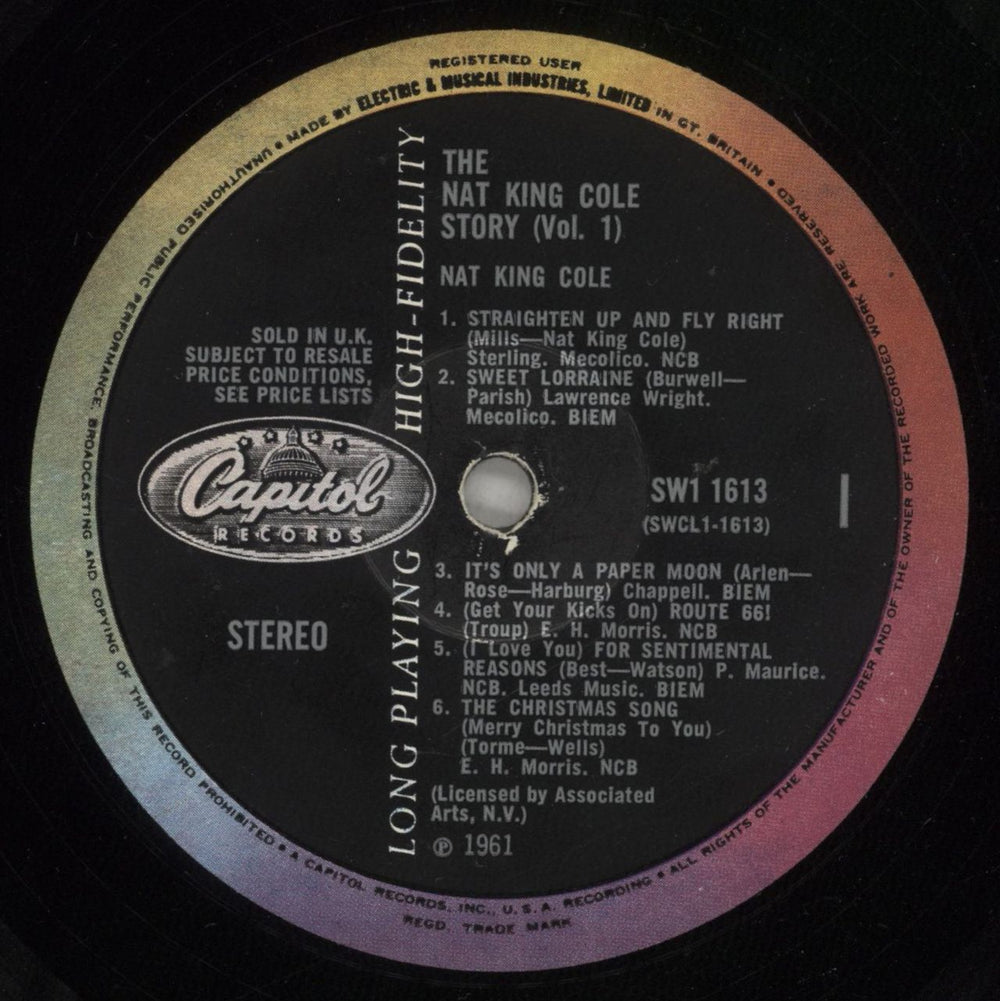 REGISTERED USER
• MADE BY ELECTRIC & MUSICAL INDUSTRIES, LIMITED IN GT. BRITAIN •
ALL RIGHTS OF THE MANUFACTURER AND OF THE OWNER OF THE RECORDED WORK ARE RESERVED •
UNAUTHORISED PUBLIC PERFORMANCE, BROADCASTING AND COPYING OF THIS RECORD PROHIBITED •
A CAPITOL RECORDS, INC., U.S.A. RECORDING •
REGD. TRADE MARK
LONG PLAYING HIGH-FIDELITY
THE
NAT KING COLE
STORY (Vol. 1)
NAT KING COLE
1. STRAIGHTEN UP AND FLY RIGHT
(Mills—Nat King Cole)
Sterling. Mecolico. NCB
2. SWEET LORRAINE (Burwell—
Parish) Lawrence Wright.
Mecolico. BIEM
SOLD IN U.K.
SUBJECT TO RESALE
PRICE CONDITIONS,
SEE PRICE LISTS
Capitol
RECORDS
SW1 1613
(SWCL1-1613)
1
STEREO
3. IT'S ONLY A PAPER MOON (Arlen—
Rose—Harburg) Chappell. BIEM
4. (Get Your Kicks On) ROUTE 66!
(Troup) E. H. Morris. NCB
5. (I Love You) FOR SENTIMENTAL
REASONS (Best—Watson) P. Maurice.
NCB. Leeds Music. BIEM
6. THE CHRISTMAS SONG
(Merry Christmas To You)
(Torme—Wells)
E. H. Morris. NCB
(Licensed by Associated
Arts, N.V.)
℗ 1961